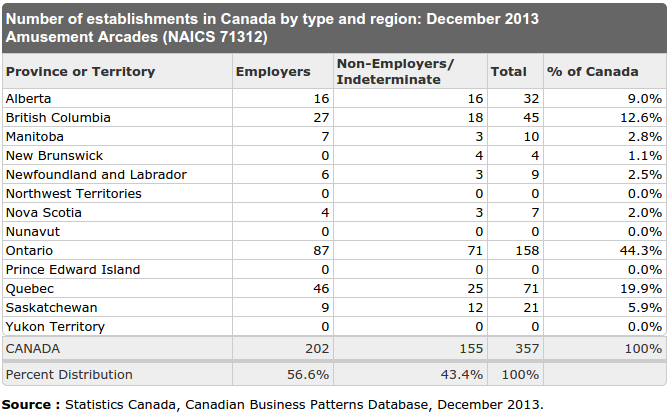 Number of establishments in Canada by type and region: December 2013
Amusement Arcades (NAICS 71312)
Province or Territory Employers Non-Employers/ Indeterminate Total % of Canada
Alberta 16 16 32 9.0%
British Columbia 27 18 45 12.6%
Manitoba 7 3 10 2.8%
New Brunswick 0 4 4 1.1%
Newfoundland and Labrador 6 3 9 2.5%
Northwest Territories 0 0 0 0.0%
Nova Scotia 4 3 7 2.0%
Nunavut 0 0 0 0.0%
Ontario 87 71 158 44.3%
Prince Edward Island 0 0 0 0.0%
Quebec 46 25 71 19.9%
Saskatchewan 9 12 21 5.9%
Yukon Territory 0 0 0 0.0%
CANADA 202 155 357 100%
Percent Distribution 56.6% 43.4% 100%
Source : Statistics Canada, Canadian Business Patterns Database, December 2013.